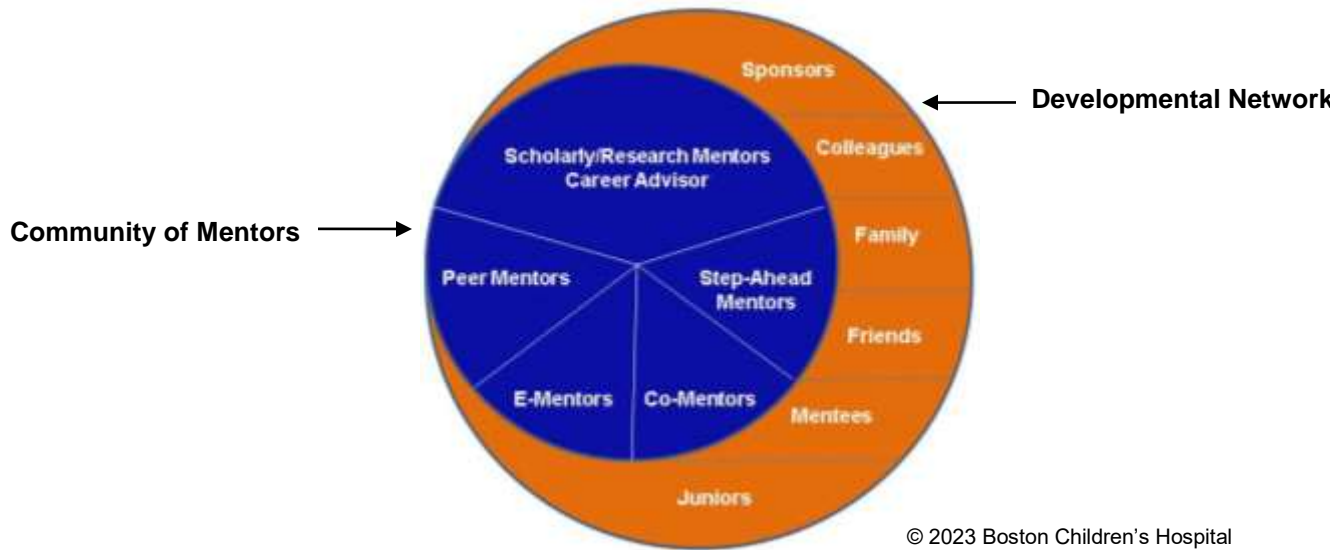 Sponsors
Developmental Network
Colleagues
Scholarly/Research Mentors
Career Advisor
Community of Mentors
Family
Peer Mentors
Step-Ahead
Mentors
Friends
E-Mentors
Co-Mentors
Mentees
Juniors
© 2023 Boston Children’s Hospital